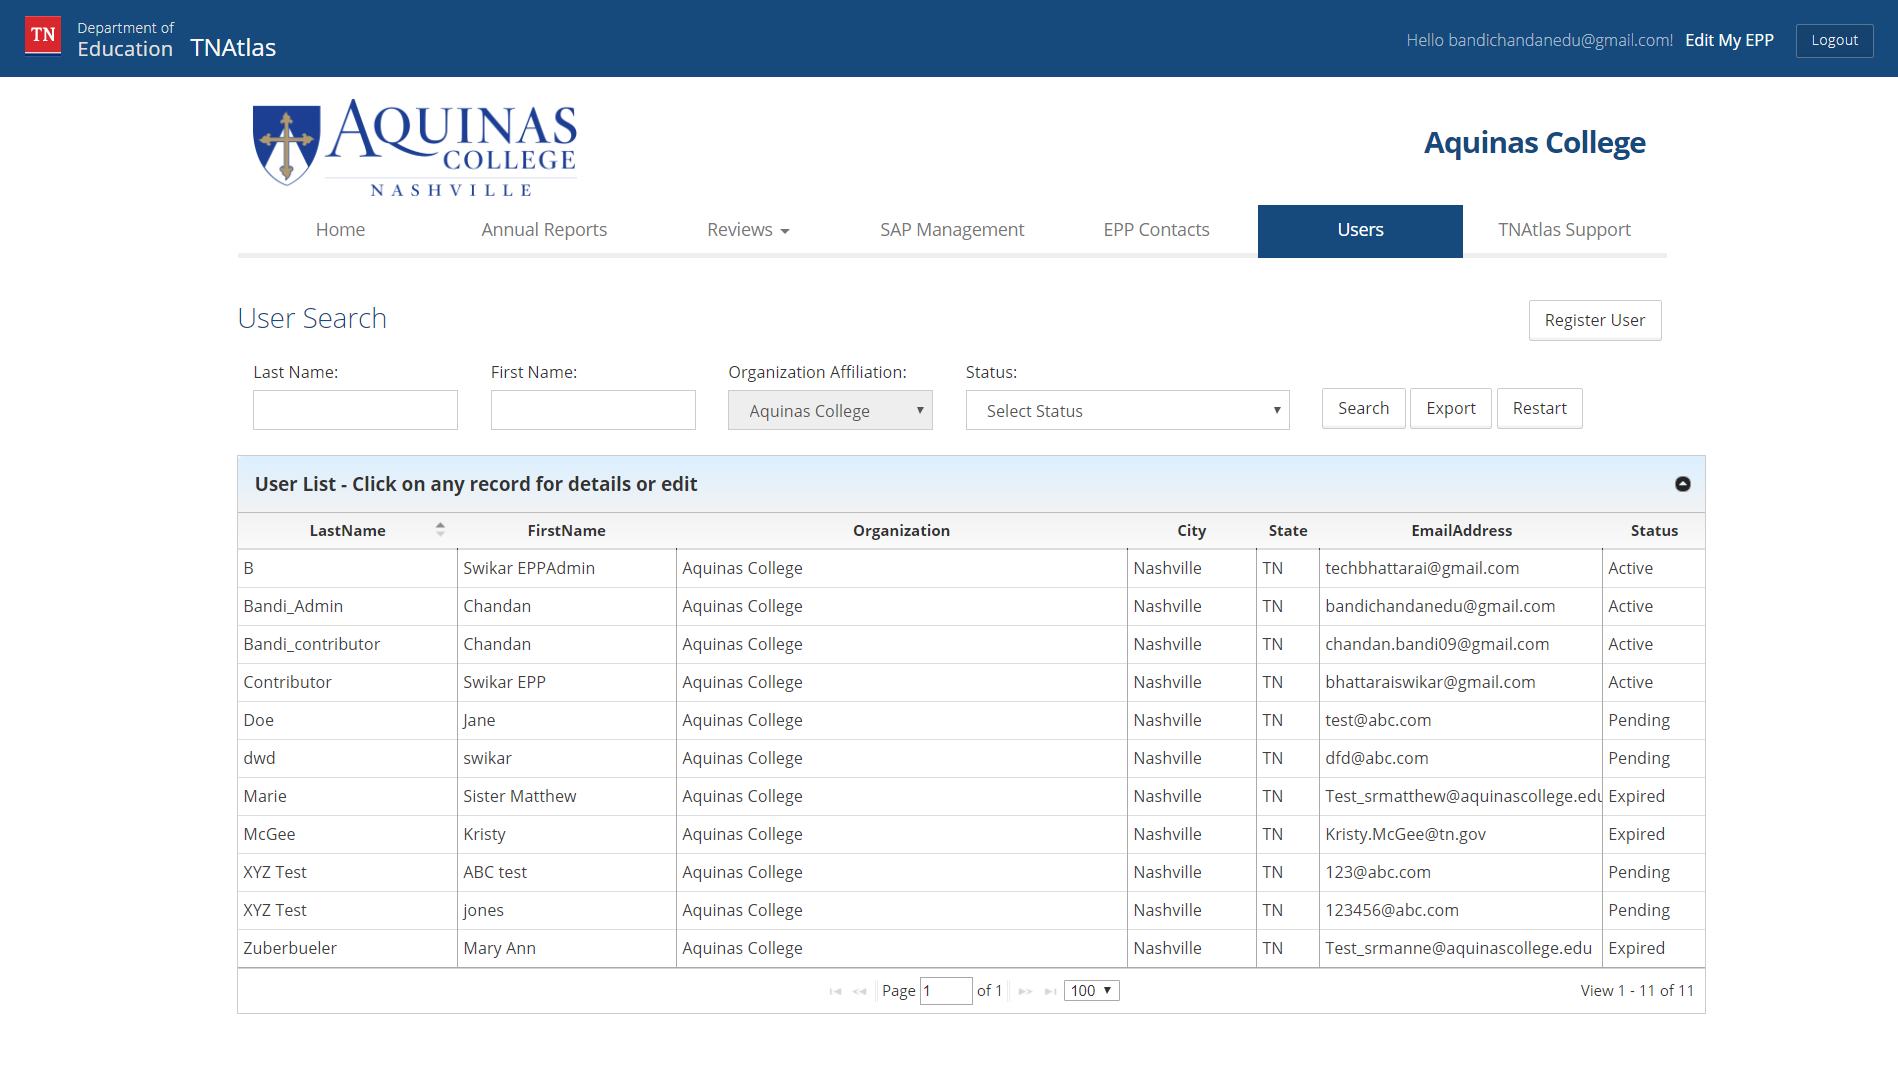 TN Department of Education TNAtlas Hello bandichandanedu@gmail.com! Edit My EPP Logout
AQUINAS
COLLEGE
NASHVILLE
Aquinas College
Home Annual Reports Reviews SAP Management EPP Contacts Users TNAtlas Support
User Search Register User
Last Name: First Name: Organization Affiliation: Status:
Aquinas College Select Status Search Export Restart
User List - Click on any record for details or edit
LastName FirstName Organization City State EmailAddress Status
B Swikar EPPAdmin Aquinas College Nashville TN techbhattarai@gmail.com Active
Bandi_Admin Chandan Aquinas College Nashville TN bandichandanedu@gmail.com Active
Bandi_contributor Chandan Aquinas College Nashville TN chandan.bandi09@gmail.com Active
Contributor Swikar EPP Aquinas College Nashville TN bhattaraiswikar@gmail.com Active
Doe Jane Aquinas College Nashville TN test@abc.com Pending
dwd swikar Aquinas College Nashville TN dfd@abc.com Pending
Marie Sister Matthew Aquinas College Nashville TN Test_srmatthew@aquinascollege.edu Expired
McGee Kristy Aquinas College Nashville TN Kristy.McGee@tn.gov Expired
XYZ Test ABC test Aquinas College Nashville TN 123@abc.com Pending
XYZ Test jones Aquinas College Nashville TN 123456@abc.com Pending
Zuberbueler Mary Ann Aquinas College Nashville TN Test_srmanne@aquinascollege.edu Expired
Page 1 of 1 100 View 1 - 11 of 11